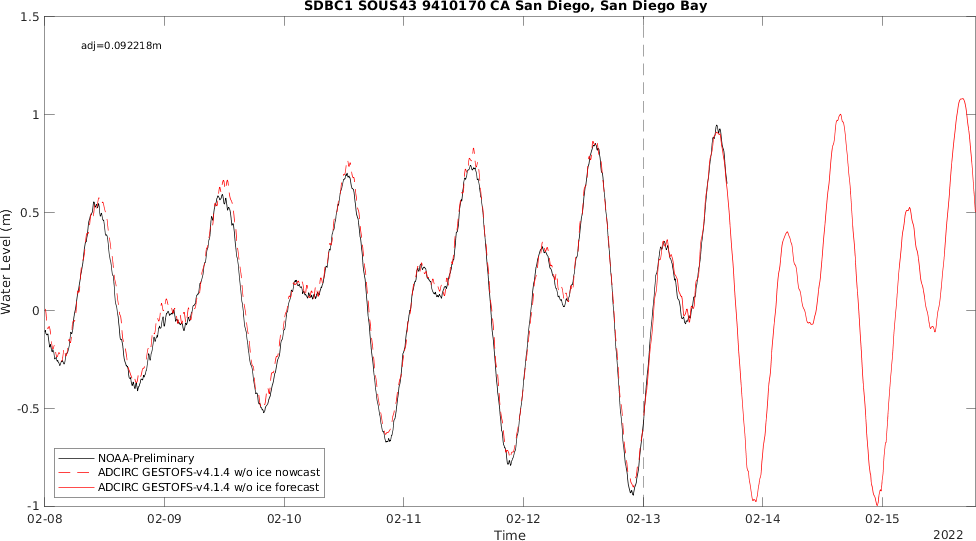 SDBC1 SOUS43 9410170 CA San Diego, San Diego Bay
adj=0.092218m
1.5
1
0.5
0
-0.5
-1
Water Level (m)
NOAA-Preliminary
ADCIRC GESTOFS-v4.1.4 w/o ice nowcast
ADCIRC GESTOFS-v4.1.4 w/o ice forecast
02-08 02-09 02-10 02-11 02-12 02-13 02-14 02-15
Time
2022